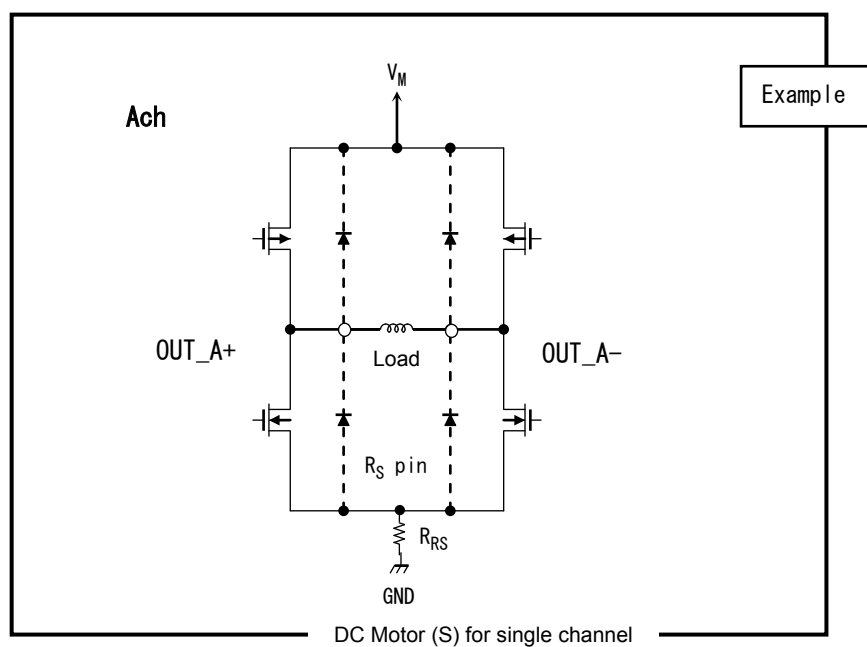 V_M
Example
Ach
OUT_A+
Load
OUT_A-
R_S pin
R_RS
GND
DC Motor (S) for single channel